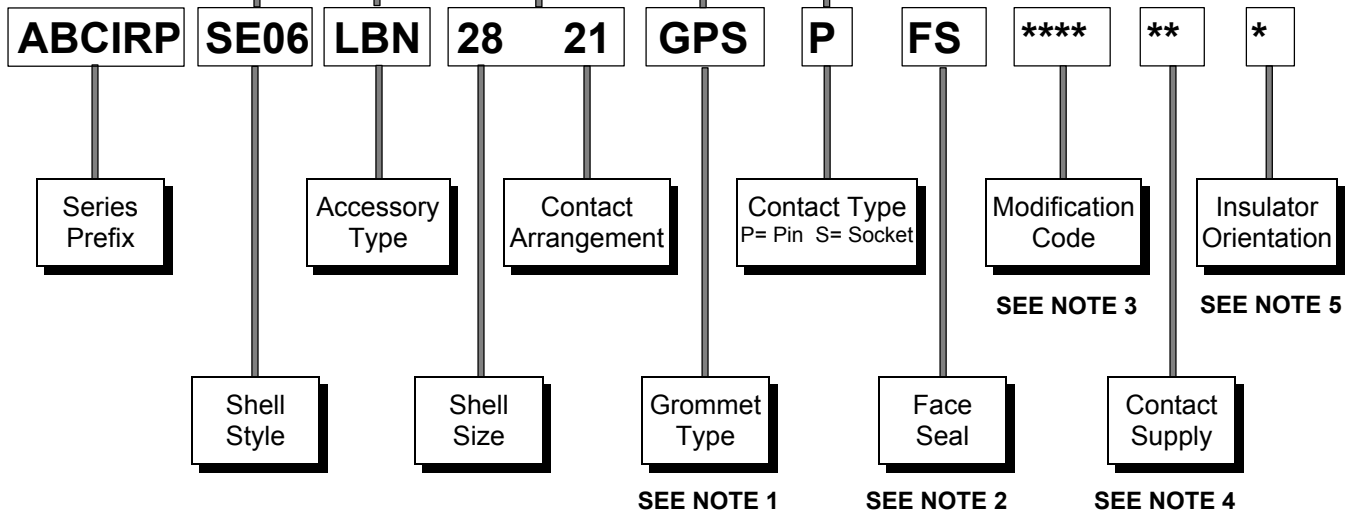 ABCIRP SE06 LBN 28 21 GPS P FS **** ** *
Series
Prefix
Accessory
Type
Contact
Arrangement
Contact Type
P= Pin S= Socket
Modification
Code
Insulator
Orientation
SEE NOTE 3
SEE NOTE 5
Shell
Style
Shell
Size
Grommet
Type
Face
Seal
Contact
Supply
SEE NOTE 1
SEE NOTE 2
SEE NOTE 4